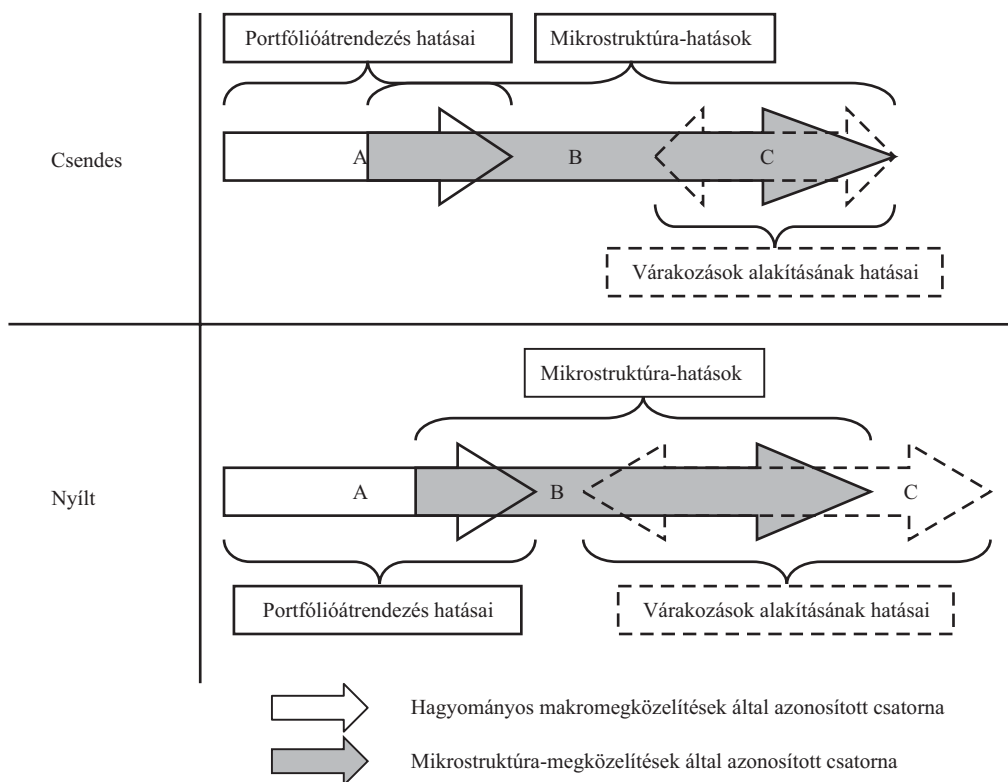 Portfólióátrendezés hatásai
Mikrostruktúra-hatások
Csendes
A
B
C
Várakozások alakításának hatásai
Mikrostruktúra-hatások
Nyílt
A
B
C
Portfólióátrendezés hatásai
Várakozások alakításának hatásai
Hagyományos makromegközelítések által azonosított csatorna
Mikrostruktúra-megközelítések által azonosított csatorna